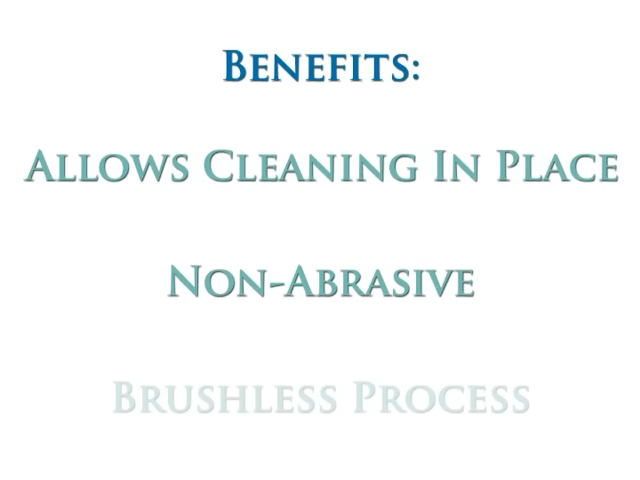 Benefits:
Allows Cleaning In Place
Non-Abrasive
Brushless Process